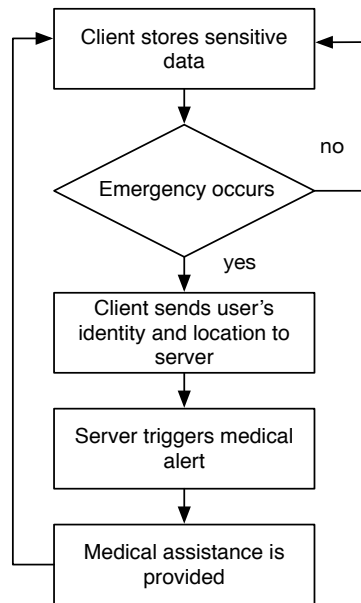 Client stores sensitive
data
Emergency occurs
no
yes
Client sends user’s
identity and location to
server
Server triggers medical
alert
Medical assistance is
provided